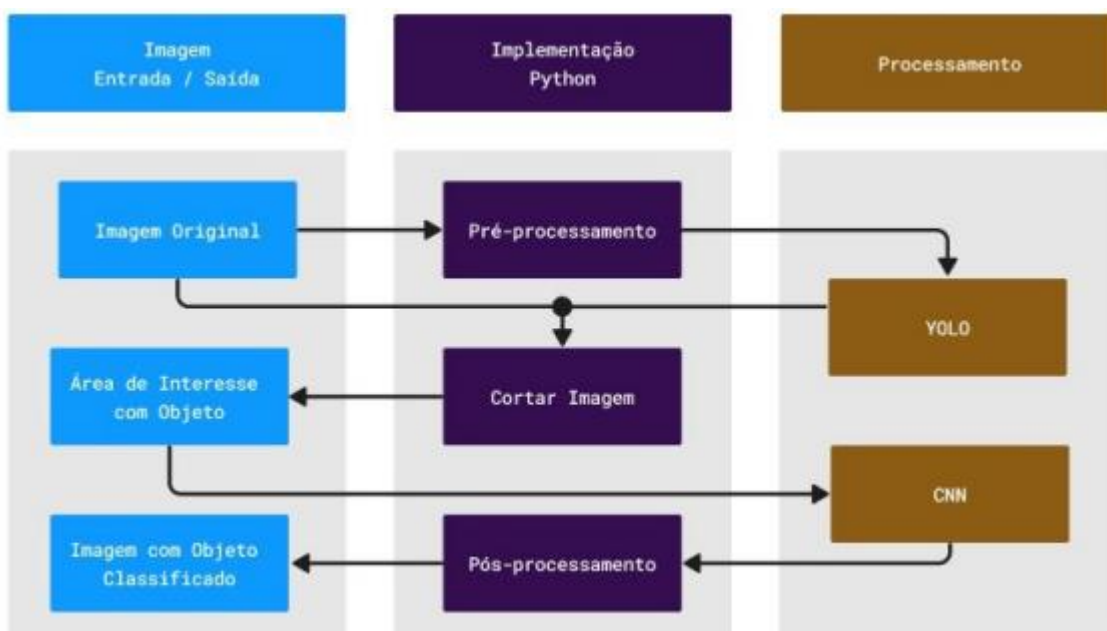 Imagem
Entrada / Saída
Implementação
Python
Processamento
Imagem Original
Pré-processamento
YOLO
Área de Interesse
com Objeto
Cortar Imagem
CNN
Imagem com Objeto
Classificado
Pós-processamento